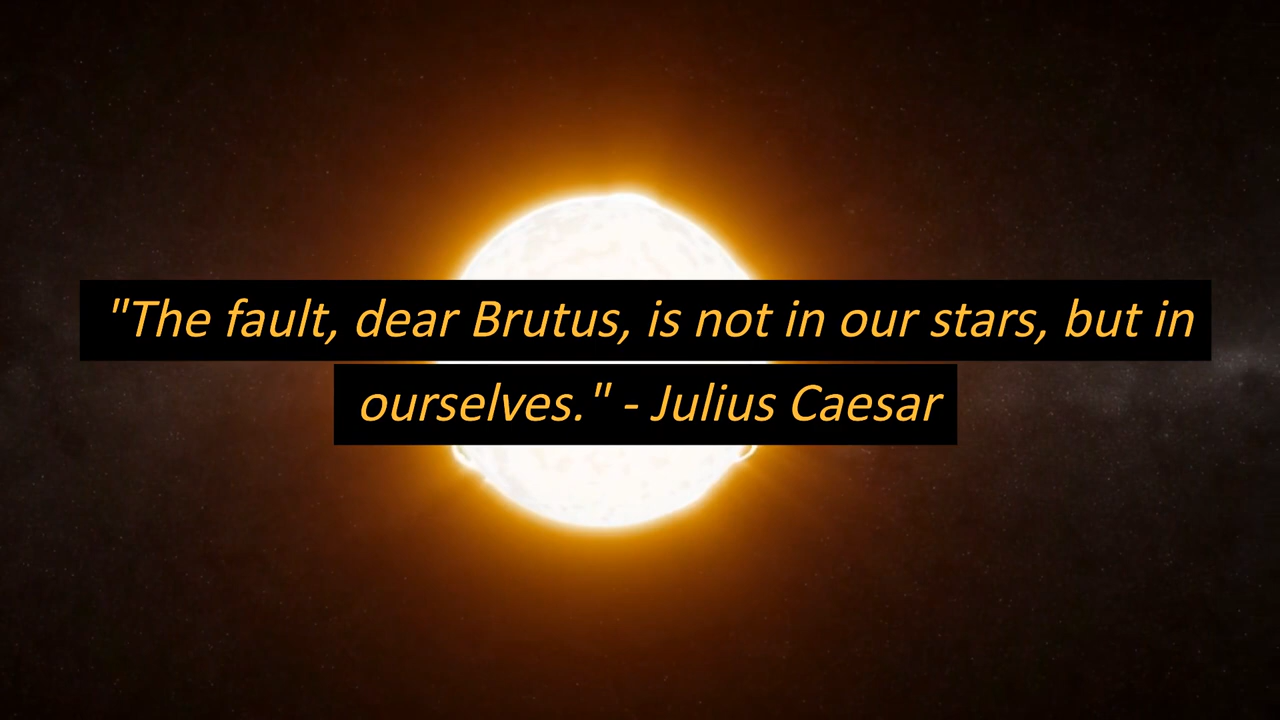 "The fault, dear Brutus, is not in our stars, but in
ourselves." - Julius Caesar